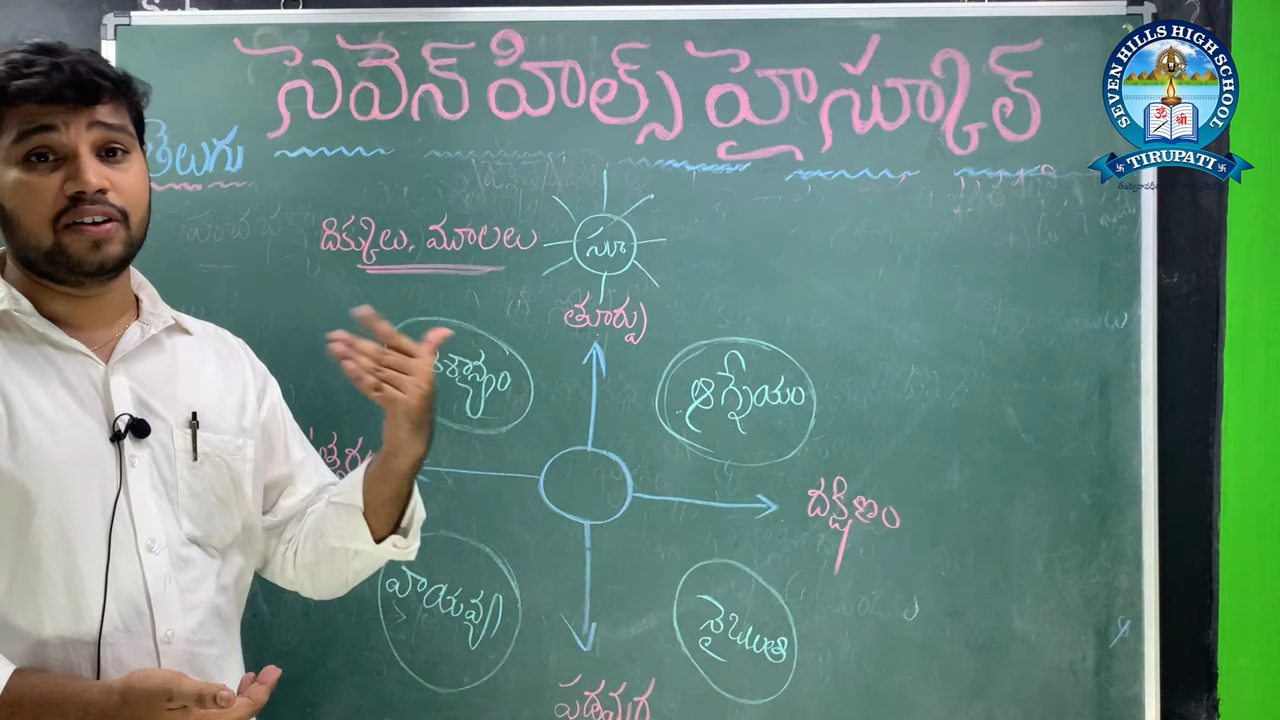 సెవెన్ హిల్స్ హైస్కూల్
తెలుగు
దిక్కులు, మూలలు
సూ
తూర్పు
ఆగ్నేయం
దక్షిణం
వాయవ్యం
నైఋతి
పడమర
SEVEN HILLS HIGH SCHOOL
ॐ श्री
TIRUPATI